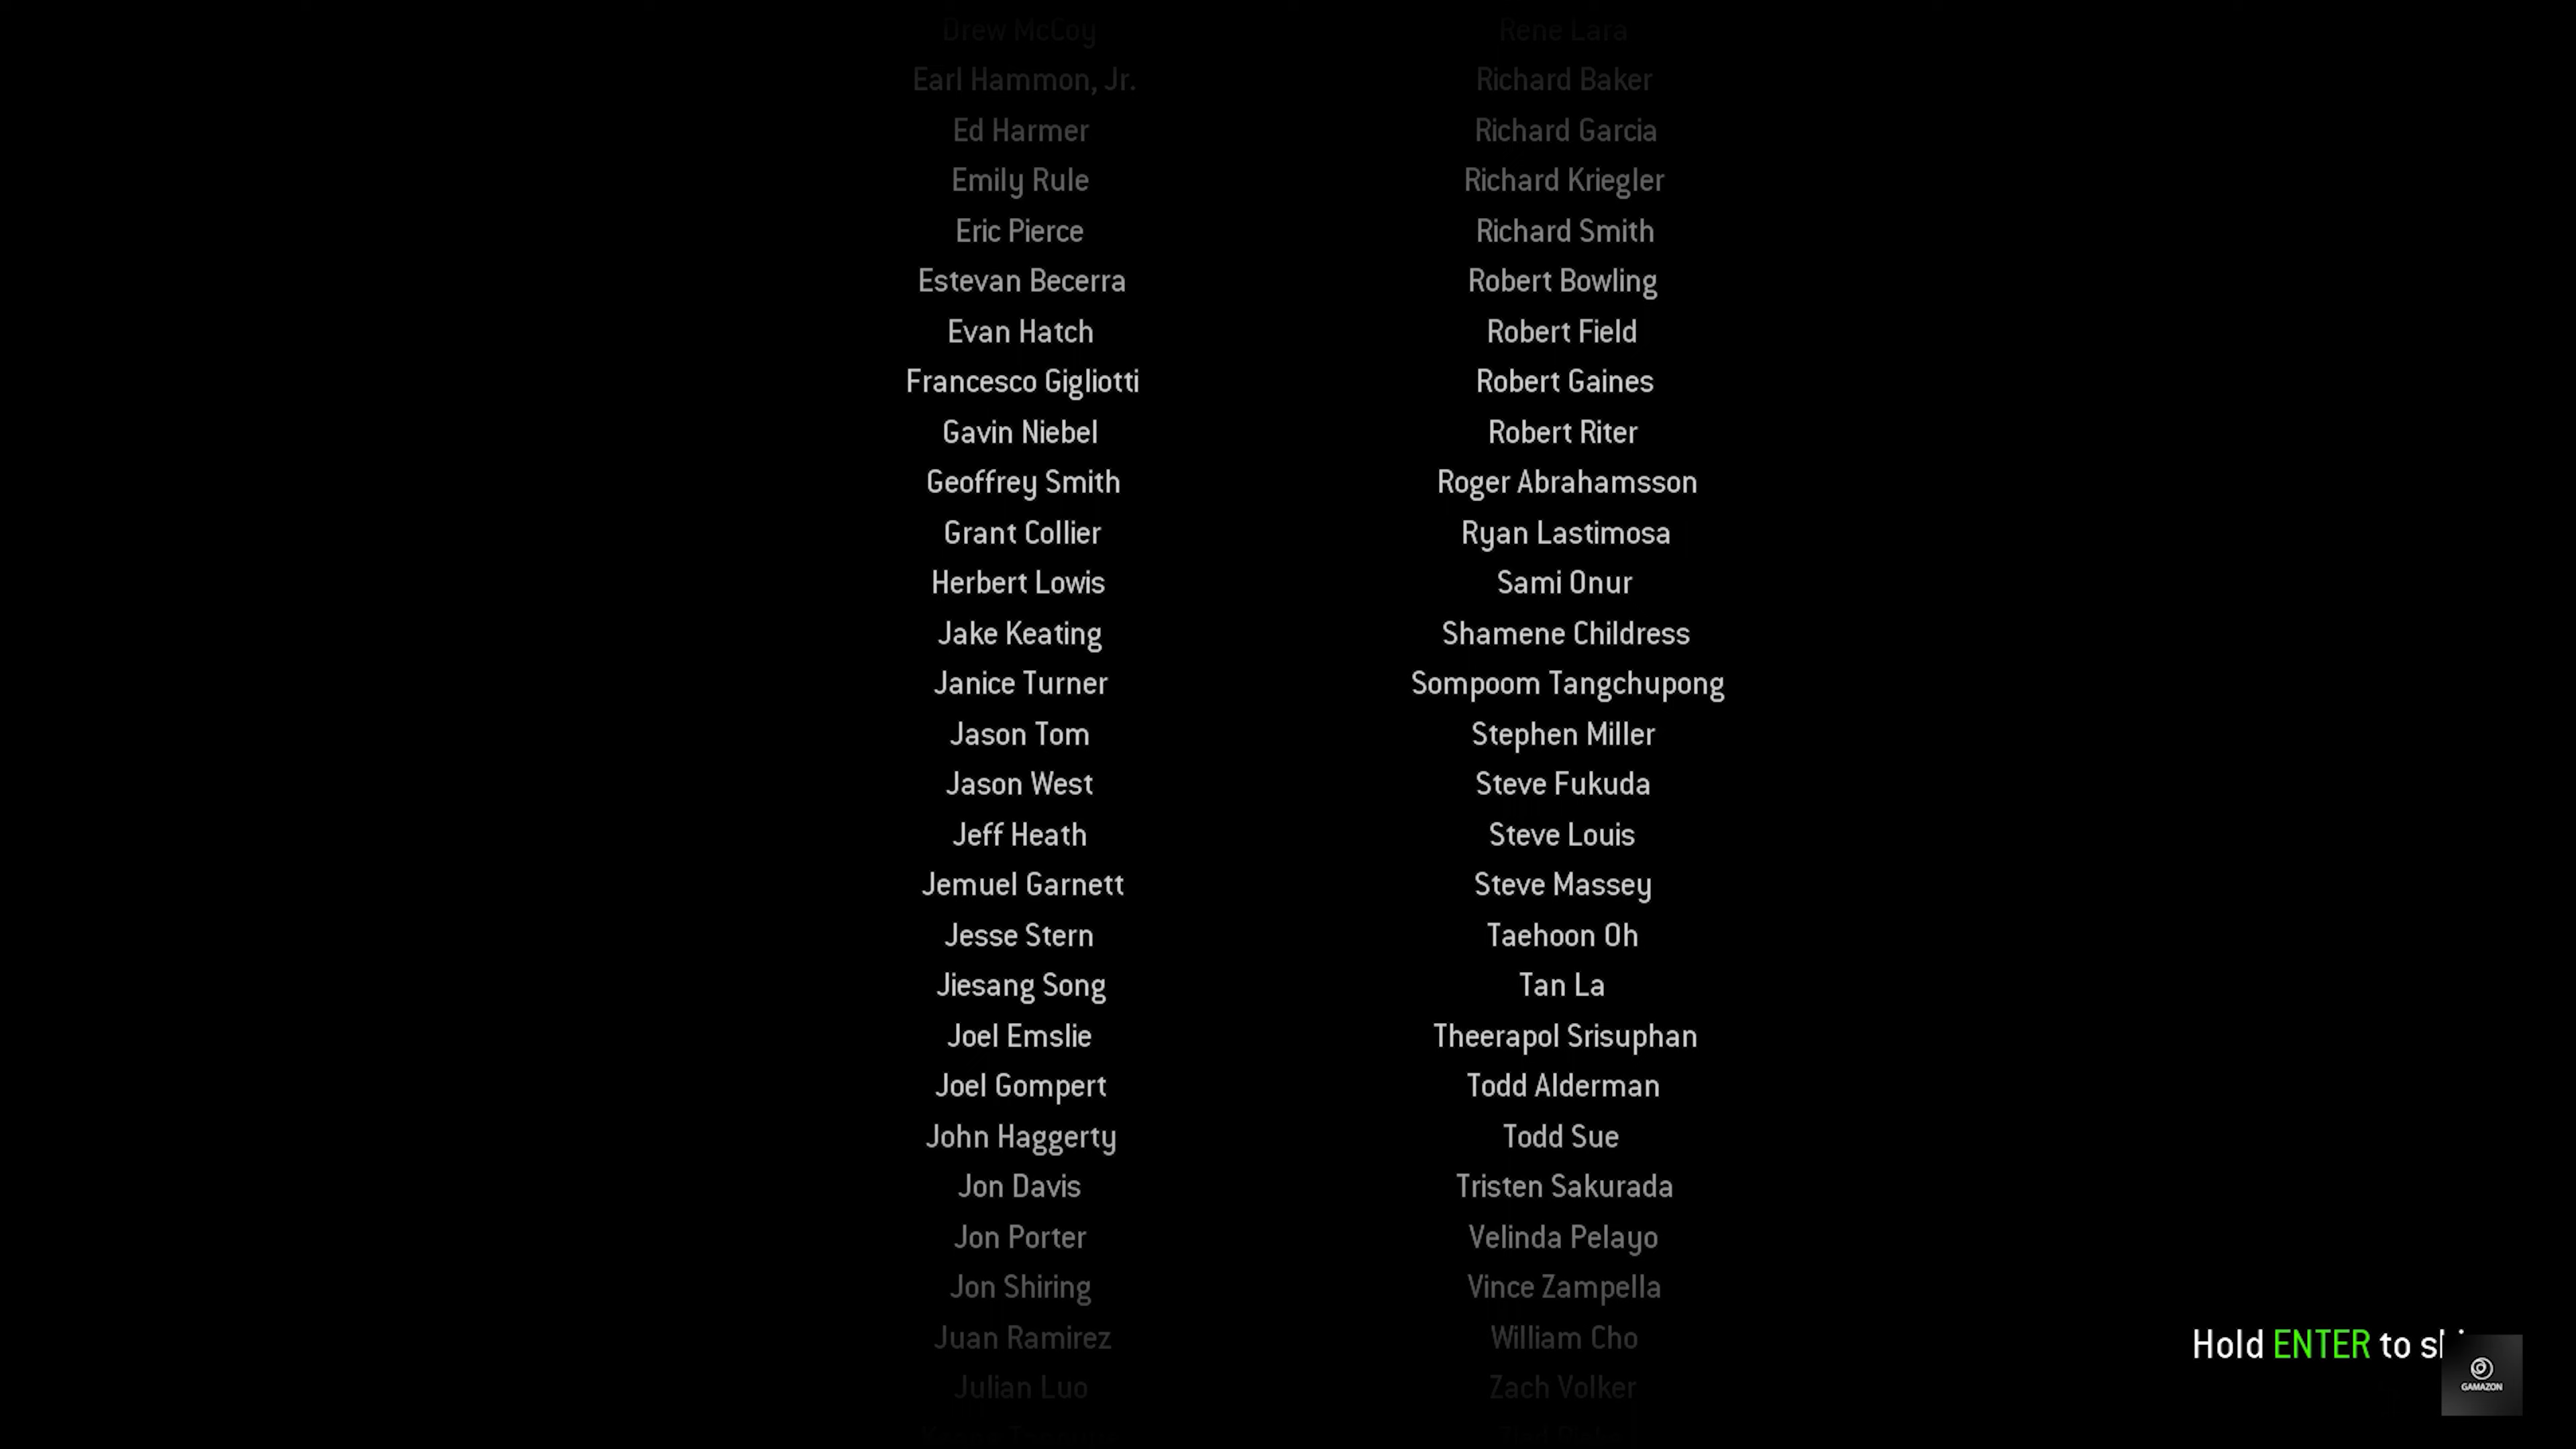 Drew McCoy
Earl Hammon, Jr.
Ed Harmer
Emily Rule
Eric Pierce
Estevan Becerra
Evan Hatch
Francesco Gigliotti
Gavin Niebel
Geoffrey Smith
Grant Collier
Herbert Lowis
Jake Keating
Janice Turner
Jason Tom
Jason West
Jeff Heath
Jemuel Garnett
Jesse Stern
Jiesang Song
Joel Emslie
Joel Gompert
John Haggerty
Jon Davis
Jon Porter
Jon Shiring
Juan Ramirez
Julian Luo
Rene Lara
Richard Baker
Richard Garcia
Richard Kriegler
Richard Smith
Robert Bowling
Robert Field
Robert Gaines
Robert Riter
Roger Abrahamsson
Ryan Lastimosa
Sami Onur
Shamene Childress
Sompoom Tangchupong
Stephen Miller
Steve Fukuda
Steve Louis
Steve Massey
Taehoon Oh
Tan La
Theerapol Srisuphan
Todd Alderman
Todd Sue
Tristen Sakurada
Velinda Pelayo
Vince Zampella
William Cho
Zach Volker
Hold ENTER to
GAMAZON